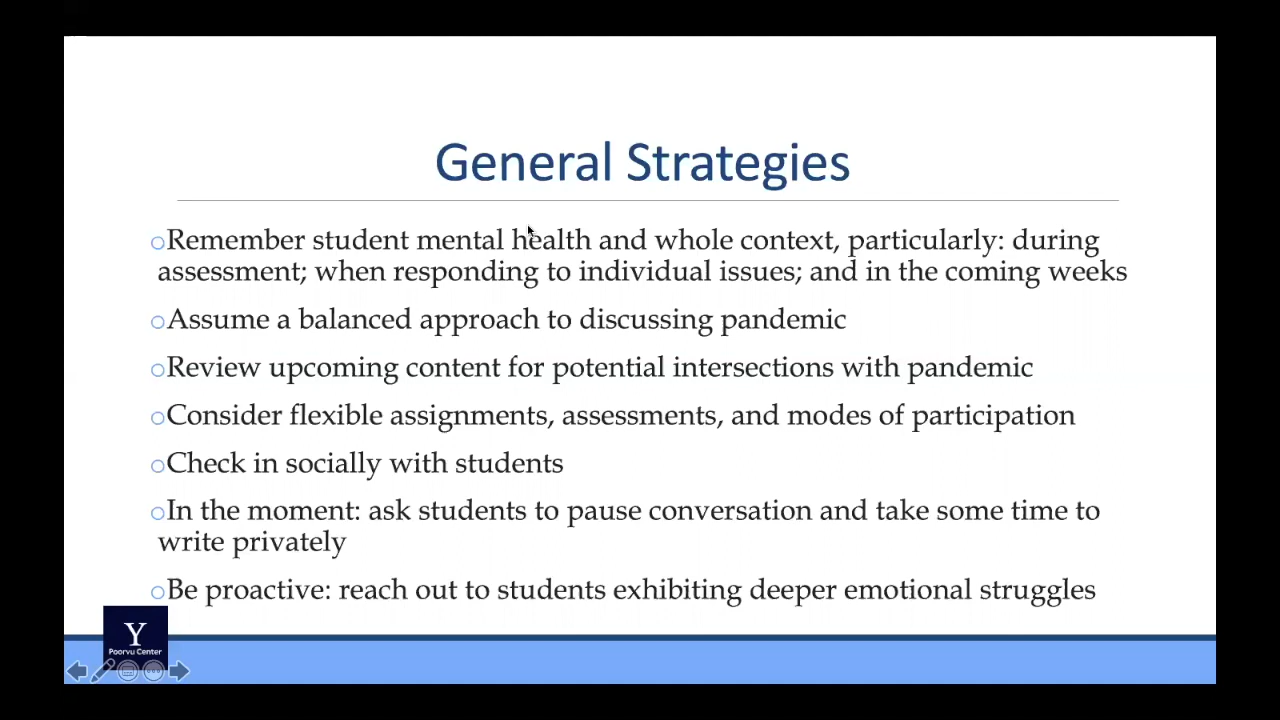 General Strategies
Remember student mental health and whole context, particularly: during
assessment; when responding to individual issues; and in the coming weeks
Assume a balanced approach to discussing pandemic
Review upcoming content for potential intersections with pandemic
Consider flexible assignments, assessments, and modes of participation
Check in socially with students
In the moment: ask students to pause conversation and take some time to
write privately
Be proactive: reach out to students exhibiting deeper emotional struggles
Y
Poorvu Center